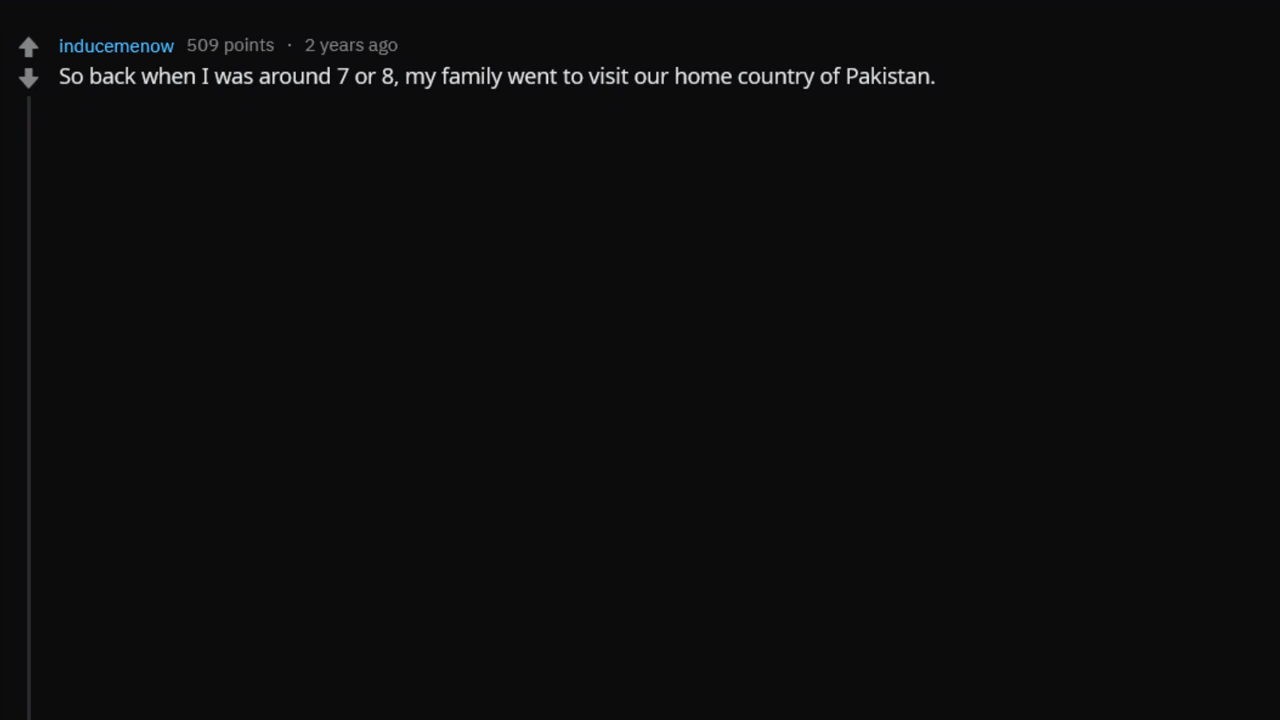 inducemenow 509 points · 2 years ago
So back when I was around 7 or 8, my family went to visit our home country of Pakistan.